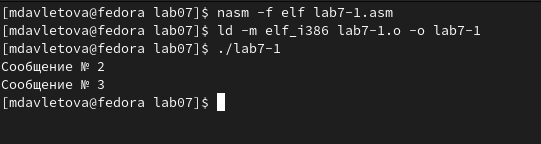 [mdavletova@fedora lab07]$ nasm -f elf lab7-1.asm
[mdavletova@fedora lab07]$ ld -m elf_i386 lab7-1.o -o lab7-1
[mdavletova@fedora lab07]$ ./lab7-1
Сообщение № 2
Сообщение № 3
[mdavletova@fedora lab07]$